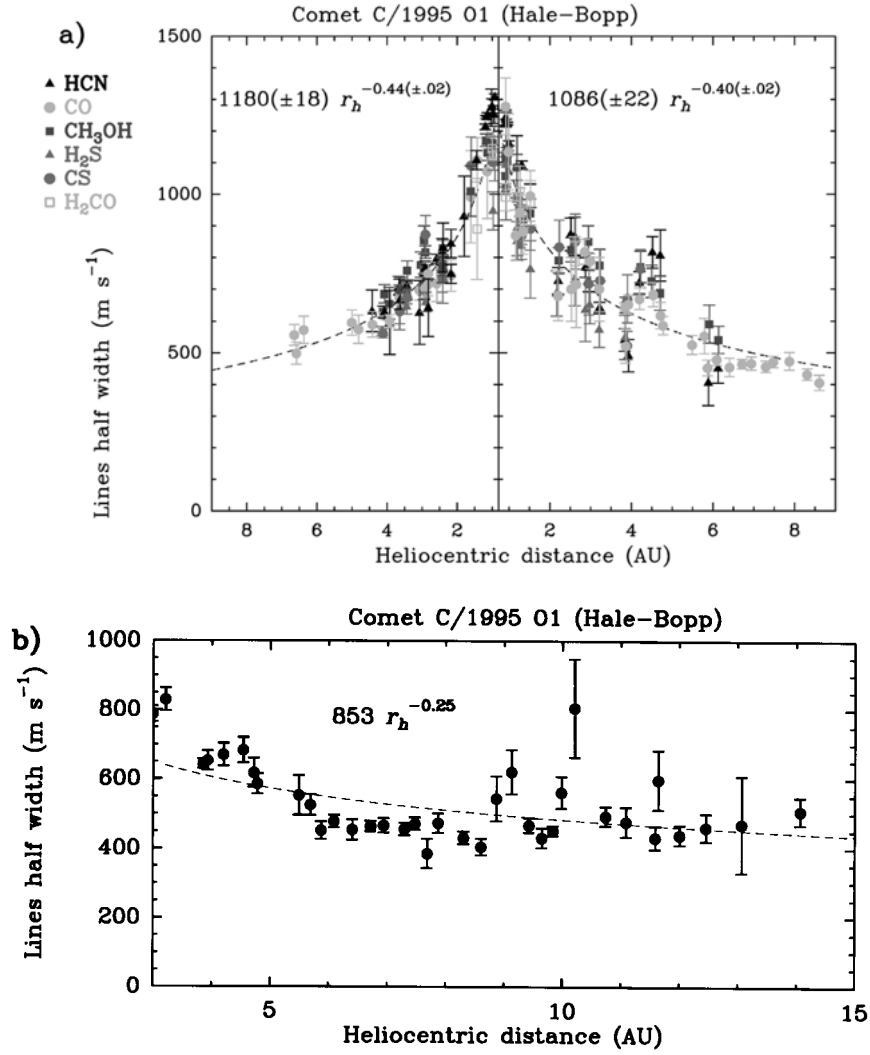 Comet C/1995 O1 (Hale-Bopp)
a)
HCN
CO
CH₃OH
H₂S
CS
H₂CO
1180(±18) r_h^-0.44(±.02)
1086(±22) r_h^-0.40(±.02)
1500
1000
500
0
Lines half width (m s⁻¹)
8 6 4 2 2 4 6 8
Heliocentric distance (AU)
b)
Comet C/1995 O1 (Hale-Bopp)
853 r_h^-0.25
1000
800
600
400
200
0
Lines half width (m s⁻¹)
5 10 15
Heliocentric distance (AU)